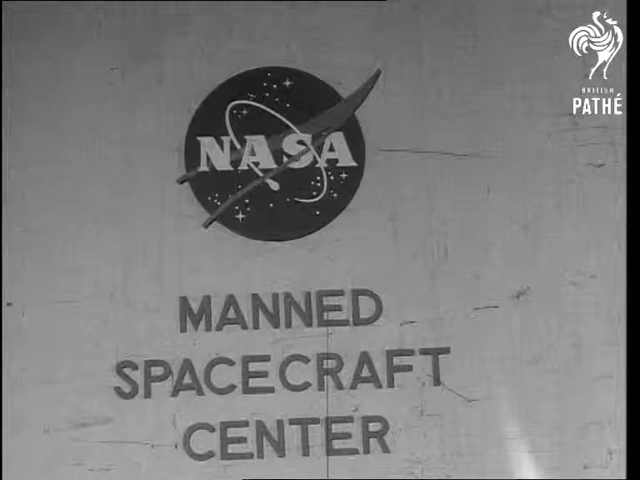 BRITISH
PATHÉ
NASA
MANNED
SPACECRAFT
CENTER